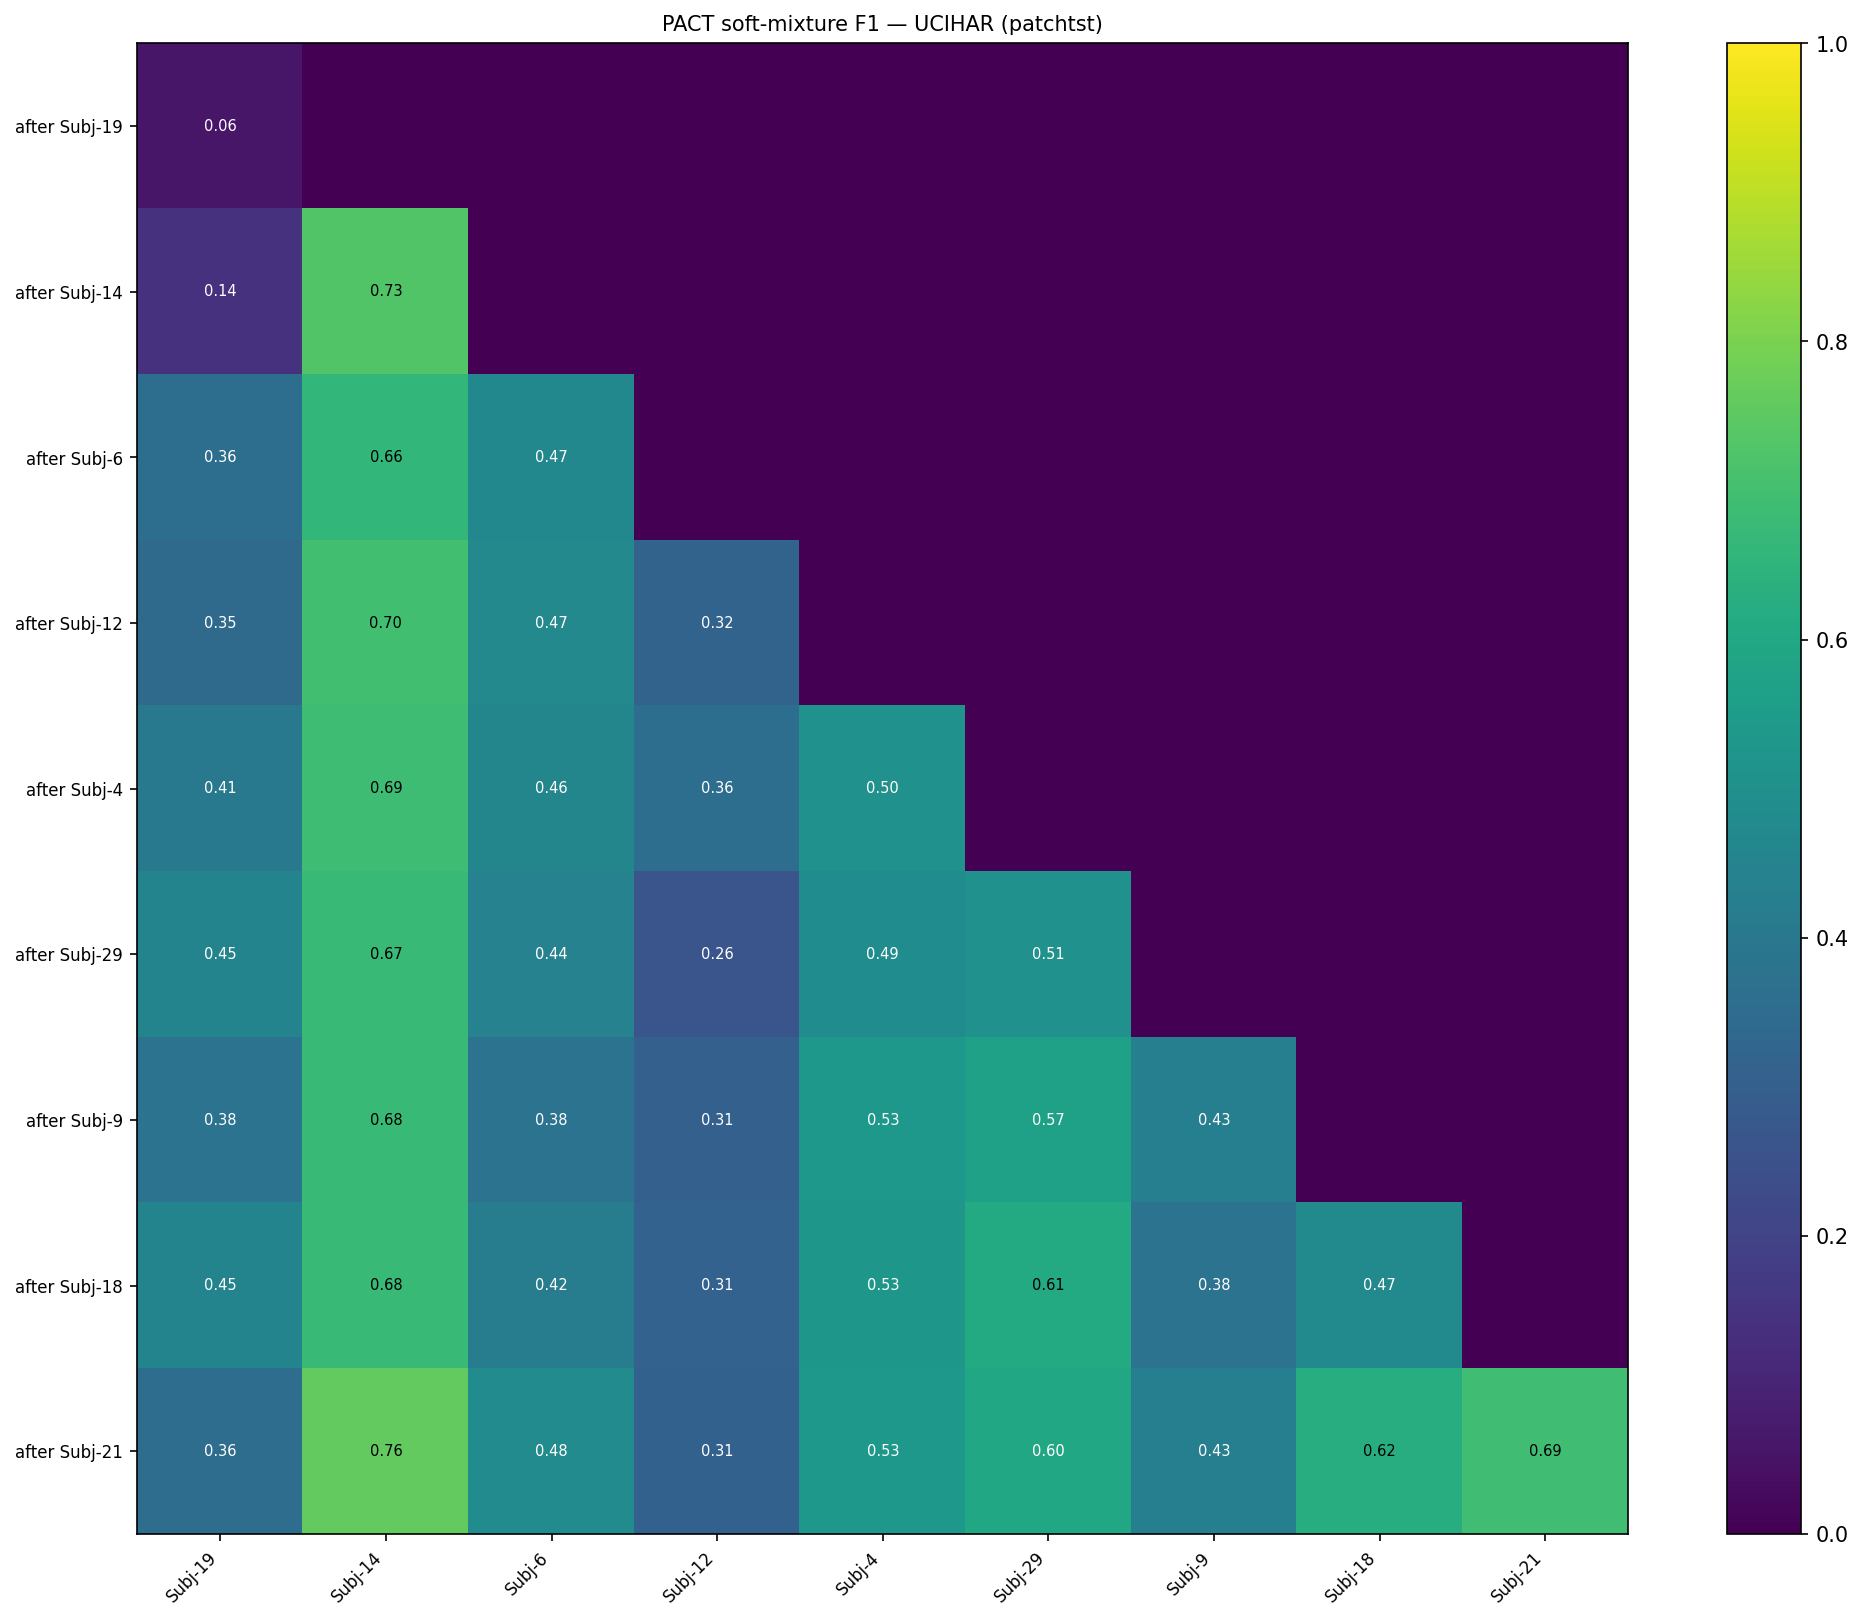 PACT soft-mixture F1 — UCIHAR (patchtst)
after Subj-19 0.06
after Subj-14 0.14 0.73
after Subj-6 0.36 0.66 0.47
after Subj-12 0.35 0.70 0.47 0.32
after Subj-4 0.41 0.69 0.46 0.36 0.50
after Subj-29 0.45 0.67 0.44 0.26 0.49 0.51
after Subj-9 0.38 0.68 0.38 0.31 0.53 0.57 0.43
after Subj-18 0.45 0.68 0.42 0.31 0.53 0.61 0.38 0.47
after Subj-21 0.36 0.76 0.48 0.31 0.53 0.60 0.43 0.62 0.69
Subj-19 Subj-14 Subj-6 Subj-12 Subj-4 Subj-29 Subj-9 Subj-18 Subj-21
1.0
0.8
0.6
0.4
0.2
0.0